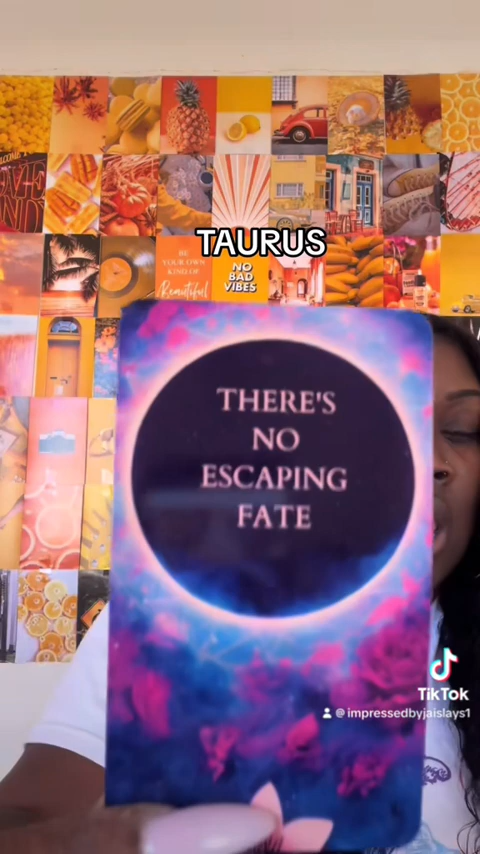 TAURUS
BE
YOUR OWN
KIND OF
Beautiful
NO
BAD
VIBES
THERE'S
NO
ESCAPING
FATE
TikTok
@impressedbyjaislays1